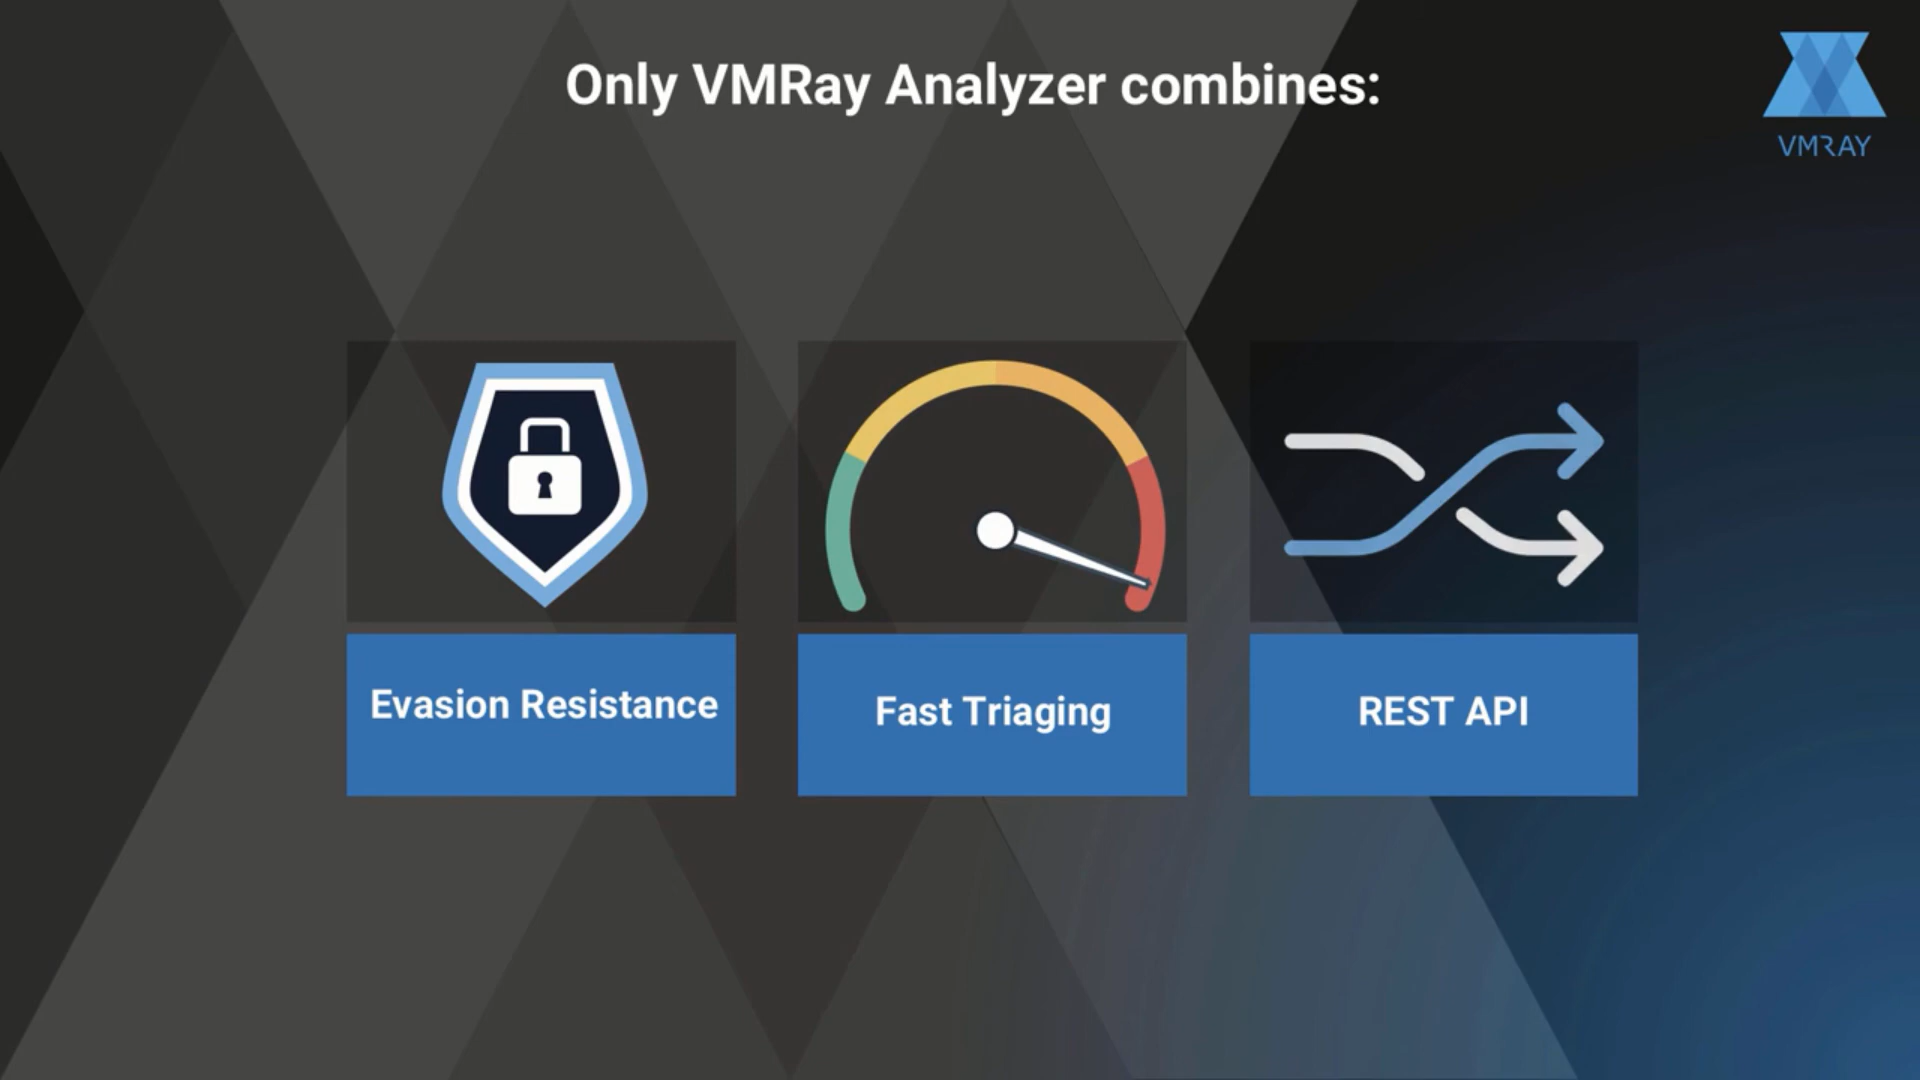 Only VMRay Analyzer combines:
VMRAY
Evasion Resistance
Fast Triaging
REST API